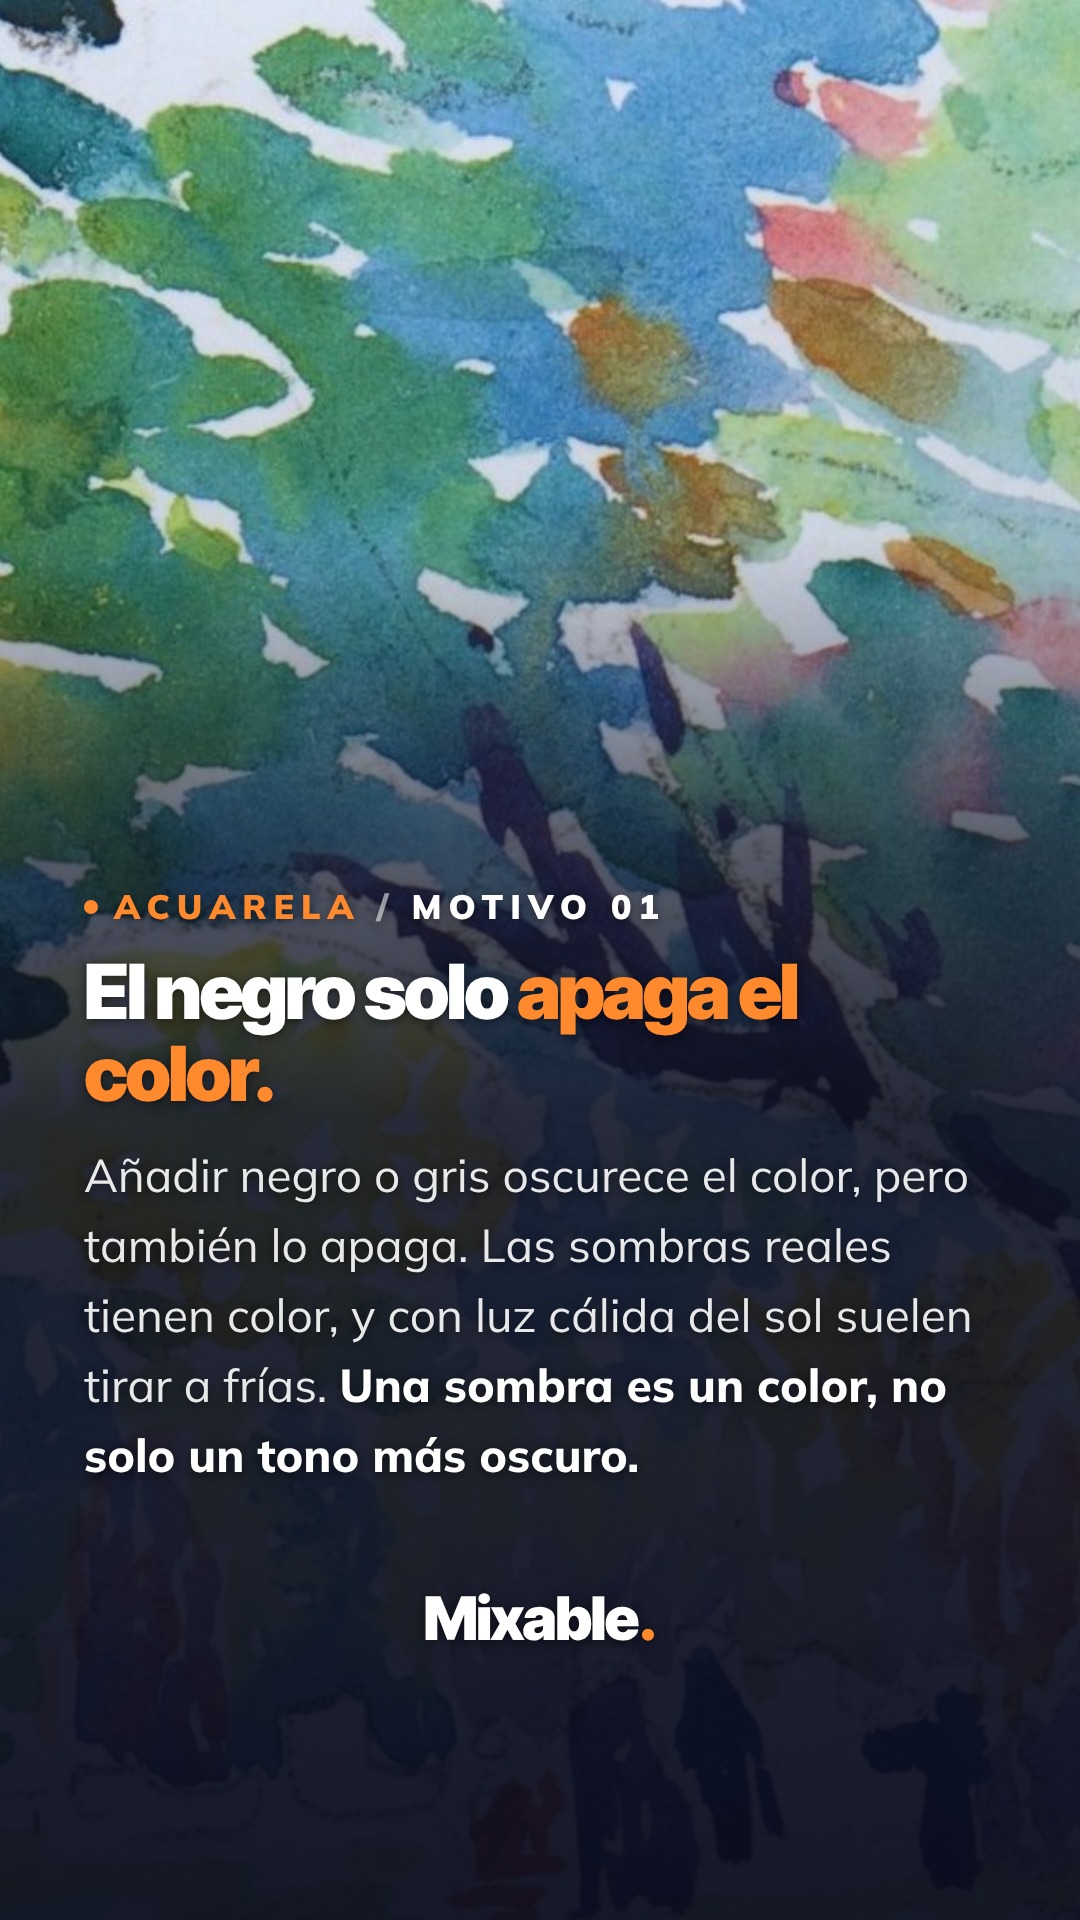 • ACUARELA / MOTIVO 01
El negro solo apaga el
color.
Añadir negro o gris oscurece el color, pero
también lo apaga. Las sombras reales
tienen color, y con luz cálida del sol suelen
tirar a frías. Una sombra es un color, no
solo un tono más oscuro.
Mixable.